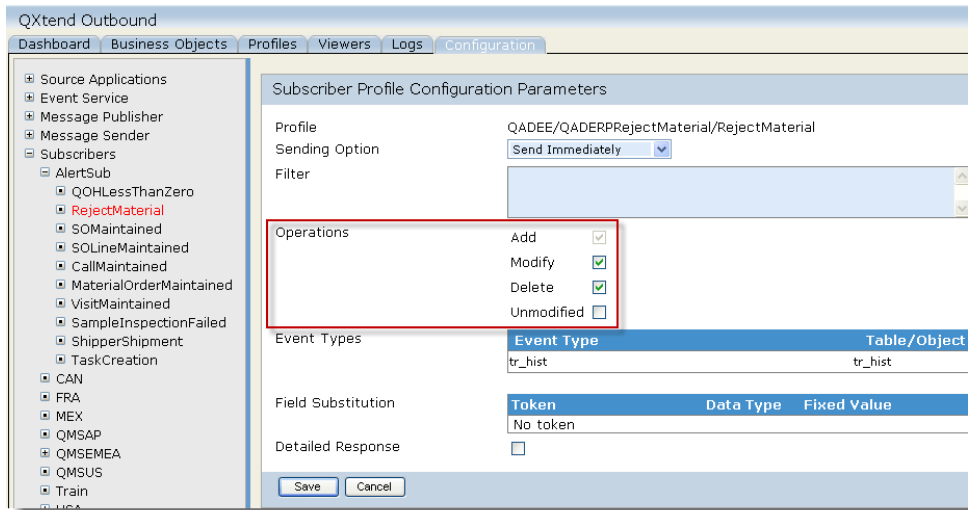 QXtend Outbound
Dashboard Business Objects Profiles Viewers Logs Configuration
Source Applications
Event Service
Message Publisher
Message Sender
Subscribers
AlertSub
QOHLessThanZero
RejectMaterial
SOMaintained
SOLineMaintained
CallMaintained
MaterialOrderMaintained
VisitMaintained
SampleInspectionFailed
ShipperShipment
TaskCreation
CAN
FRA
MEX
QMSAP
QMSEMEA
QMSUS
Train
USA
Subscriber Profile Configuration Parameters
Profile QADEE/QADERPRejectMaterial/RejectMaterial
Sending Option Send Immediately
Filter
Operations Add
Modify
Delete
Unmodified
Event Types Event Type Table/Object
tr_hist tr_hist
Field Substitution Token Data Type Fixed Value
No token
Detailed Response
Save Cancel